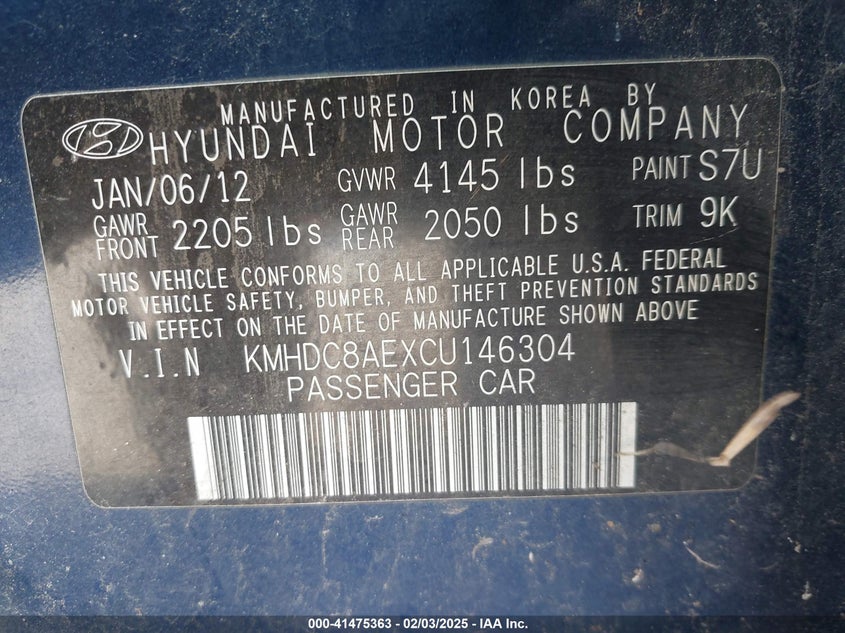 MANUFACTURED IN KOREA BY
HYUNDAI MOTOR COMPANY
JAN/06/12 GVWR 4145 lbs PAINT S7U
GAWR FRONT 2205 lbs GAWR REAR 2050 lbs TRIM 9K
THIS VEHICLE CONFORMS TO ALL APPLICABLE U.S.A. FEDERAL
MOTOR VEHICLE SAFETY, BUMPER, AND THEFT PREVENTION STANDARDS
IN EFFECT ON THE DATE OF MANUFACTURE SHOWN ABOVE
V.I.N KMHDC8AEXCU146304
PASSENGER CAR
000-41475363 - 02/03/2025 - IAA Inc.